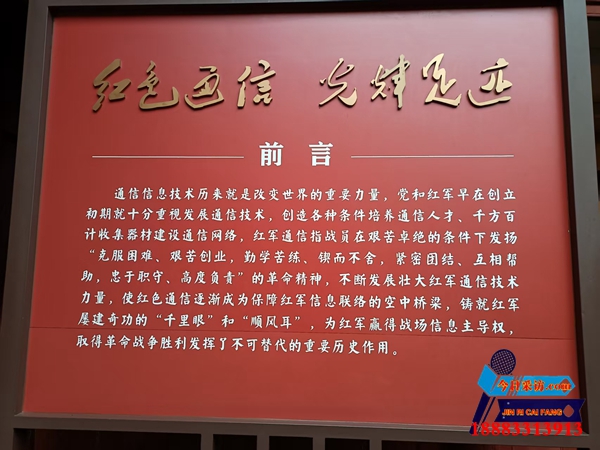 红色通信 光辉足迹
前言
通信信息技术历来就是改变世界的重要力量，党和红军早在创立
初期就十分重视发展通信技术，创造各种条件培养通信人才、千方百
计收集器材建设通信网络，红军通信指战员在艰苦卓绝的条件下发扬
“克服困难、艰苦创业，勤学苦练、锲而不舍，紧密团结、互相帮
助，忠于职守、高度负责”的革命精神，不断发展壮大红军通信技术
力量，使红色通信逐渐成为保障红军信息联络的空中桥梁，铸就红军
屡建奇功的“千里眼”和“顺风耳”，为红军赢得战场信息主导权，
取得革命战争胜利发挥了不可替代的重要历史作用。
今日采访.com
JIN RI CAI FANG
18883313913